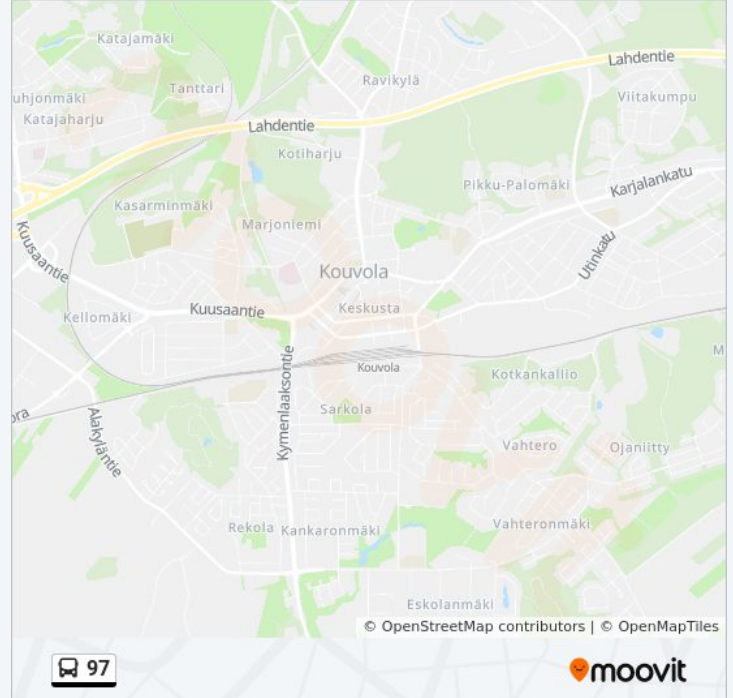 Katajamäki
Lahdentie
Tanttari
Ravikylä
uhjonmäki
Katajaharju
Viitakumpu
Lahdentie
Kotiharju
Pikku-Palomäki
Karjalankatu
Kasarminmäki
Marjoniemi
Kuusaantie
Utinkatu
Kouvola
Kuusaantie
Keskusta
Kellomäki
Kymenlaaksontie
M
Kouvola
Kotkankallio
Sarkola
ora
Alakyläntie
Vahtero
Ojaniitty
Rekola
Kankaronmäki
Vahteronmäki
Eskolanmäki
© OpenStreetMap contributors | © OpenMapTiles
97
moovit